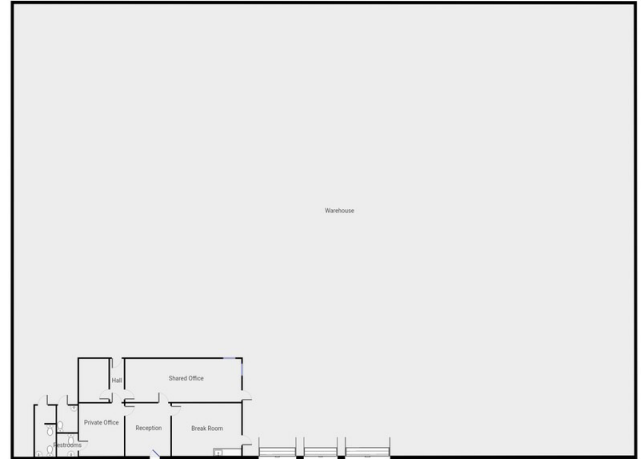 Warehouse
Shared Office
Hall
Private Office
Reception
Break Room
Restrooms